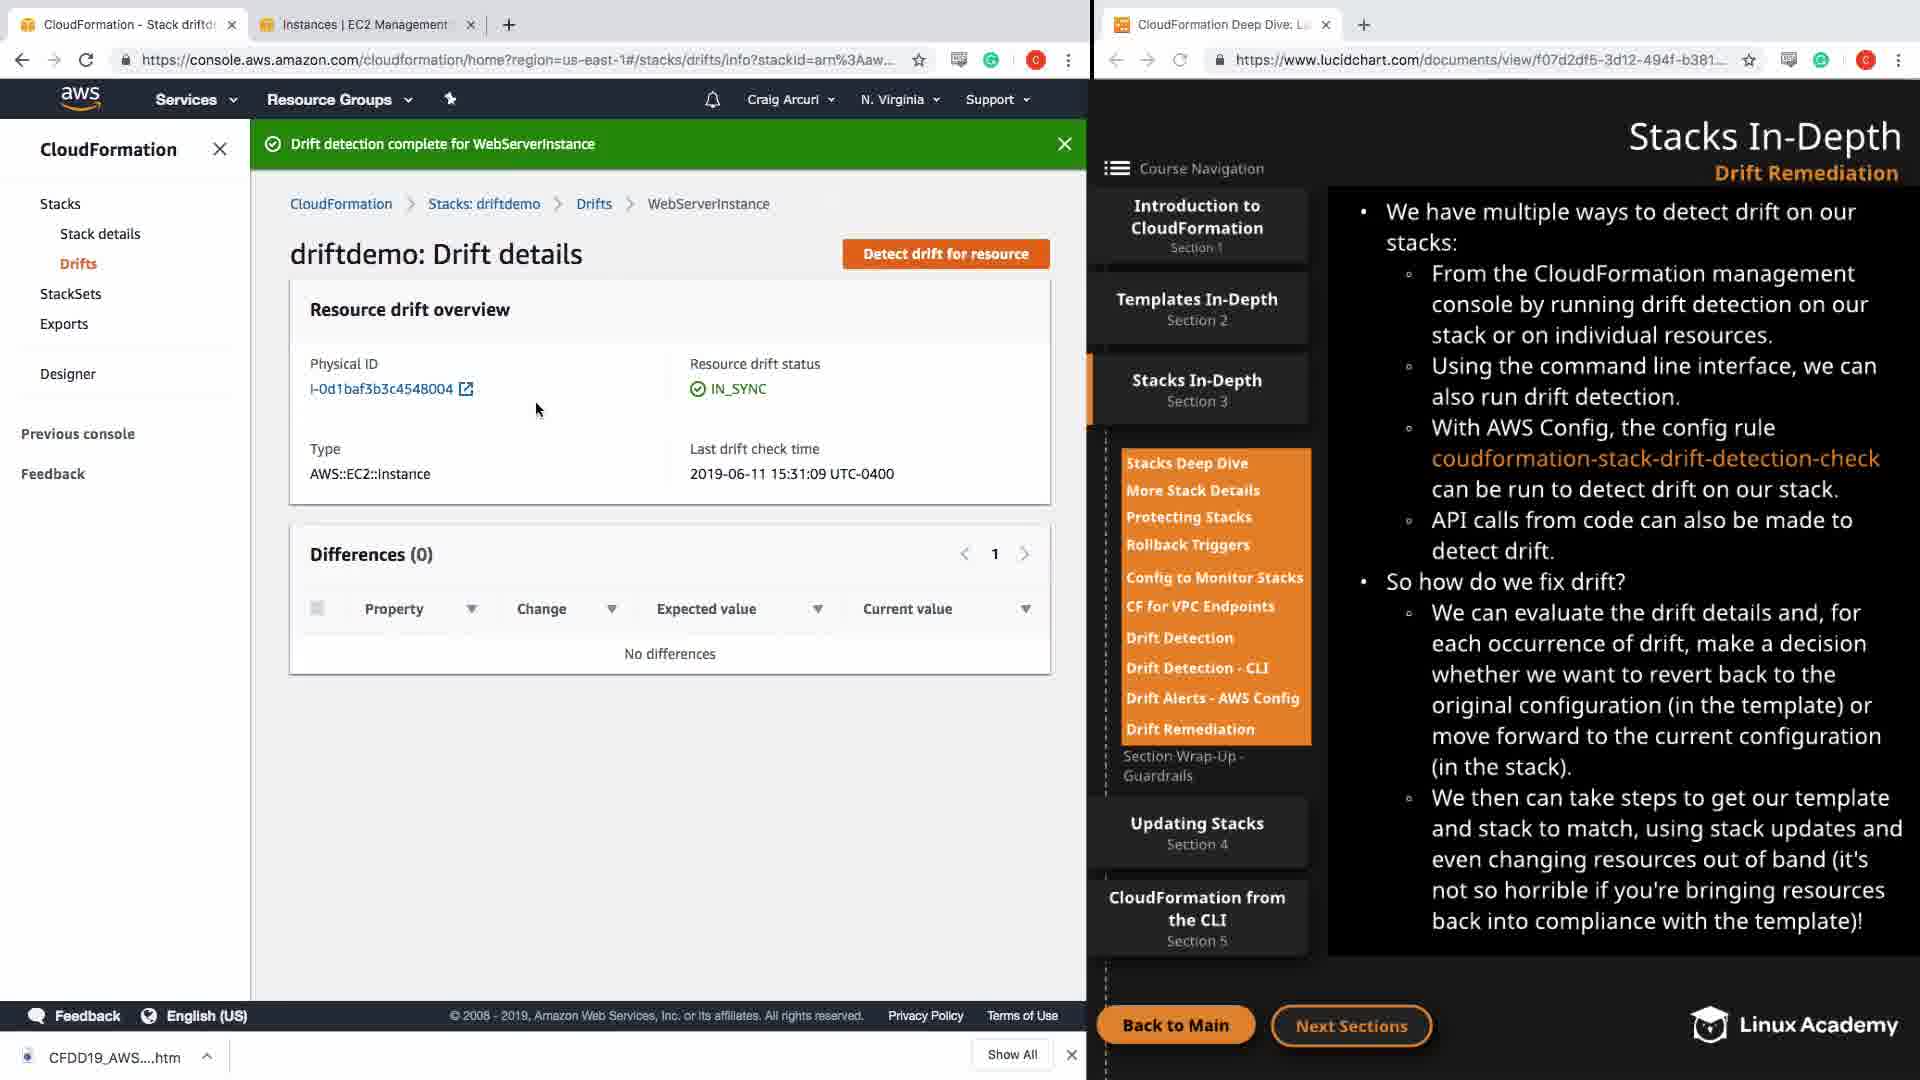 CloudFormation - Stack driftd
Instances | EC2 Management
https://console.aws.amazon.com/cloudformation/home?region=us-east-1#/stacks/drifts/info?stackid=arn%3Aaw...
aws
Services
Resource Groups
Craig Arcuri
N. Virginia
Support
CloudFormation
Stacks
Stack details
Drifts
StackSets
Exports
Designer
Previous console
Feedback
Drift detection complete for WebServerInstance
CloudFormation
Stacks: driftdemo
Drifts
WebServerInstance
driftdemo: Drift details
Detect drift for resource
Resource drift overview
Physical ID
Resource drift status
i-0d1baf3b3c4548004
IN_SYNC
Type
Last drift check time
AWS::EC2::Instance
2019-06-11 15:31:09 UTC-0400
Differences (0)
1
Property
Change
Expected value
Current value
No differences
Feedback
English (US)
© 2008 - 2019, Amazon Web Services, Inc. or its affiliates. All rights reserved.
Privacy Policy
Terms of Use
CFDD19_AWS....htm
Show All
CloudFormation Deep Dive: Lu
https://www.lucidchart.com/documents/view/f07d2df5-3d12-494f-b381...
Stacks In-Depth
Drift Remediation
Course Navigation
Introduction to
CloudFormation
Section 1
Templates In-Depth
Section 2
Stacks In-Depth
Section 3
Stacks Deep Dive
More Stack Details
Protecting Stacks
Rollback Triggers
Config to Monitor Stacks
CF for VPC Endpoints
Drift Detection
Drift Detection - CLI
Drift Alerts - AWS Config
Drift Remediation
Section Wrap-Up -
Guardrails
Updating Stacks
Section 4
CloudFormation from
the CLI
Section 5
• We have multiple ways to detect drift on our
stacks:
◦ From the CloudFormation management
console by running drift detection on our
stack or on individual resources.
◦ Using the command line interface, we can
also run drift detection.
◦ With AWS Config, the config rule
coudformation-stack-drift-detection-check
can be run to detect drift on our stack.
◦ API calls from code can also be made to
detect drift.
• So how do we fix drift?
◦ We can evaluate the drift details and, for
each occurrence of drift, make a decision
whether we want to revert back to the
original configuration (in the template) or
move forward to the current configuration
(in the stack).
◦ We then can take steps to get our template
and stack to match, using stack updates and
even changing resources out of band (it's
not so horrible if you're bringing resources
back into compliance with the template)!
Back to Main
Next Sections
Linux Academy